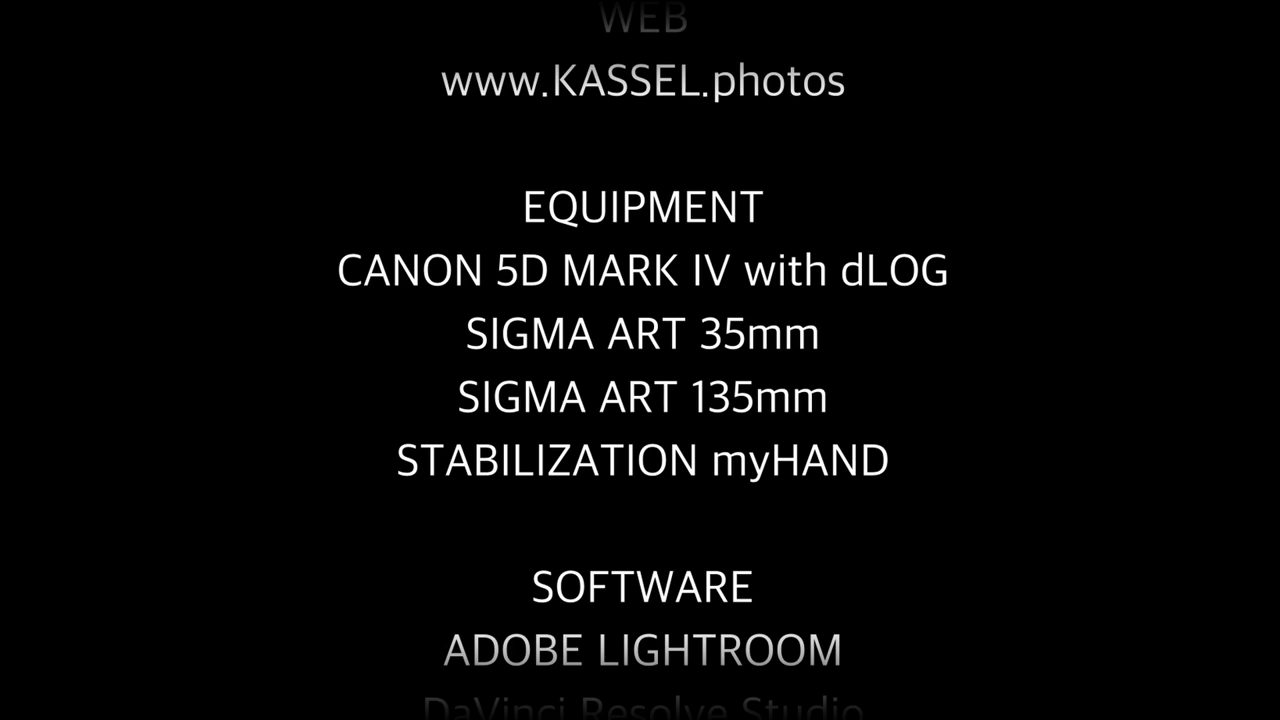 WEB
www.KASSEL.photos
EQUIPMENT
CANON 5D MARK IV with dLOG
SIGMA ART 35mm
SIGMA ART 135mm
STABILIZATION myHAND
SOFTWARE
ADOBE LIGHTROOM
DaVinci Resolve Studio